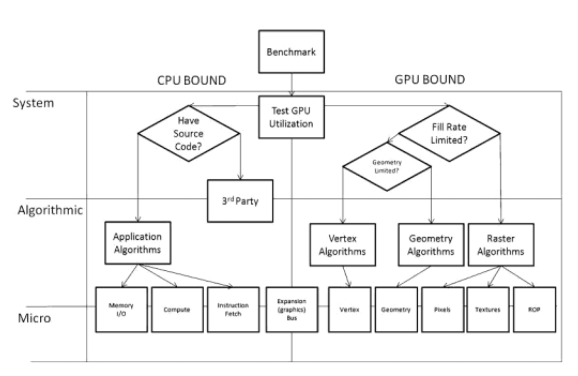 Benchmark
CPU BOUND
GPU BOUND
System
Test GPU
Utilization
Have
Source
Code?
Fill Rate
Limited?
Geometry
Limited?
3rd Party
Algorithmic
Application
Algorithms
Vertex
Algorithms
Geometry
Algorithms
Raster
Algorithms
Micro
Memory
I/O
Compute
Instruction
Fetch
Expansion
(graphics)
Bus
Vertex
Geometry
Pixels
Textures
ROP